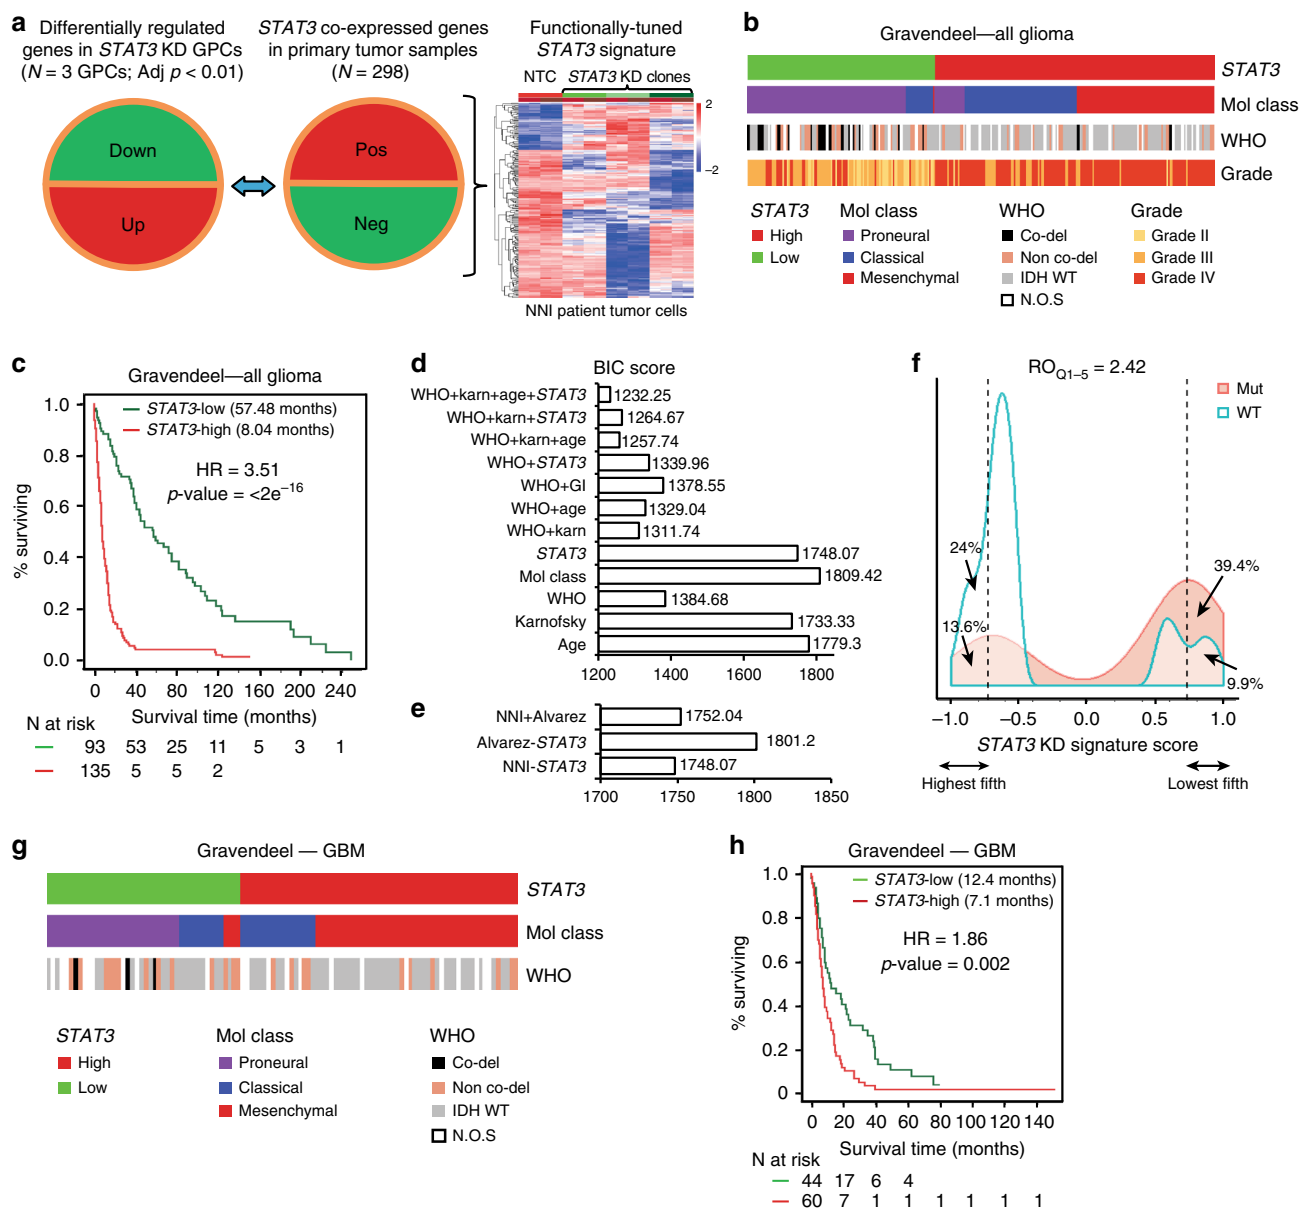 a
Differentially regulated
genes in STAT3 KD GPCs
(N = 3 GPCs; Adj p < 0.01)
Down
Up
STAT3 co-expressed genes
in primary tumor samples
(N = 298)
Pos
Neg
Functionally-tuned
STAT3 signature
NTC STAT3 KD clones
2
−2
NNI patient tumor cells
b
Gravendeel—all glioma
STAT3
Mol class
WHO
Grade
STAT3
High
Low
Mol class
Proneural
Classical
Mesenchymal
WHO
Co-del
Non co-del
IDH WT
N.O.S
Grade
Grade II
Grade III
Grade IV
c
Gravendeel—all glioma
STAT3-low (57.48 months)
STAT3-high (8.04 months)
HR = 3.51
p-value = <2e−16
% surviving
1.0
0.8
0.6
0.4
0.2
0.0
0 40 80 120 160 200 240
Survival time (months)
N at risk
93 53 25 11 5 3 1
135 5 5 2
d
BIC score
WHO+karn+age+STAT3 1232.25
WHO+karn+STAT3 1264.67
WHO+karn+age 1257.74
WHO+STAT3 1339.96
WHO+GI 1378.55
WHO+age 1329.04
WHO+karn 1311.74
STAT3 1748.07
Mol class 1809.42
WHO 1384.68
Karnofsky 1733.33
Age 1779.3
1200 1400 1600 1800
e
NNI+Alvarez 1752.04
Alvarez-STAT3 1801.2
NNI-STAT3 1748.07
1700 1750 1800 1850
f
ROQ1–5 = 2.42
Mut
WT
24%
13.6%
39.4%
9.9%
−1.0 −0.5 0.0 0.5 1.0
STAT3 KD signature score
Highest fifth
Lowest fifth
g
Gravendeel — GBM
STAT3
Mol class
WHO
STAT3
High
Low
Mol class
Proneural
Classical
Mesenchymal
WHO
Co-del
Non co-del
IDH WT
N.O.S
h
Gravendeel — GBM
STAT3-low (12.4 months)
STAT3-high (7.1 months)
HR = 1.86
p-value = 0.002
% surviving
1.0
0.8
0.6
0.4
0.2
0
0 20 40 60 80 100 120 140
Survival time (months)
N at risk
44 17 6 4
60 7 1 1 1 1 1 1